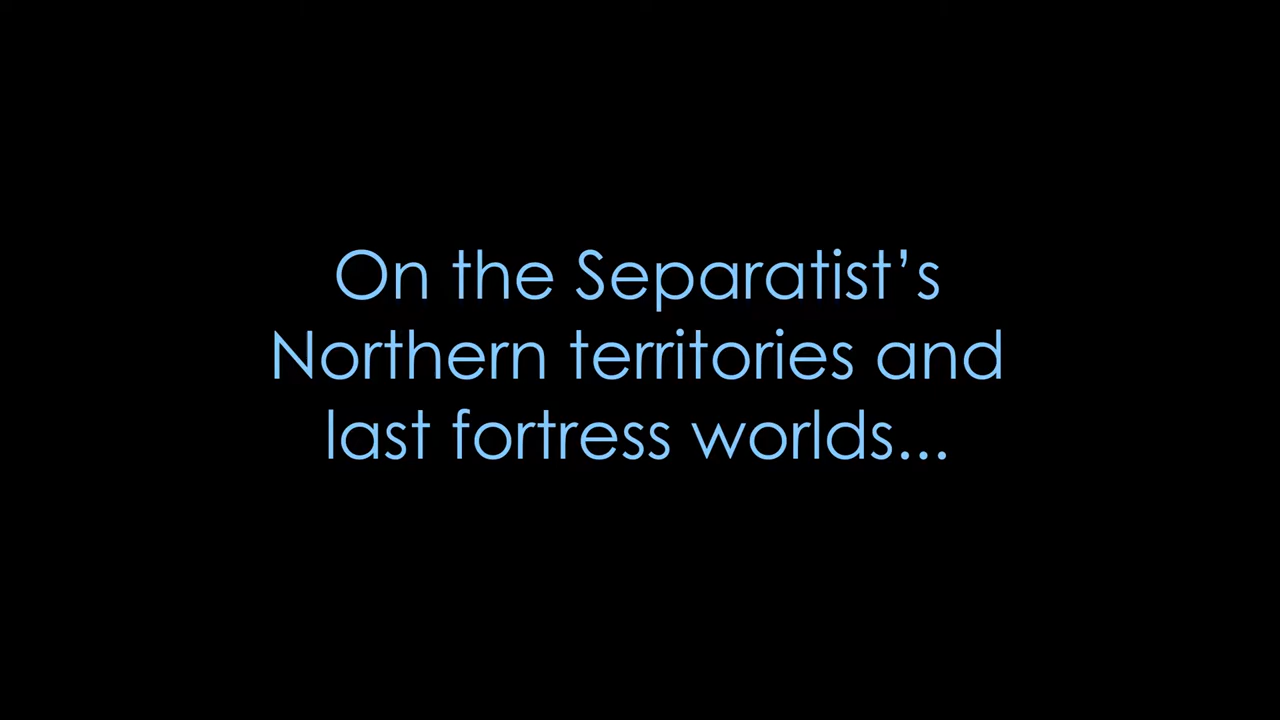 On the Separatist’s
Northern territories and
last fortress worlds...